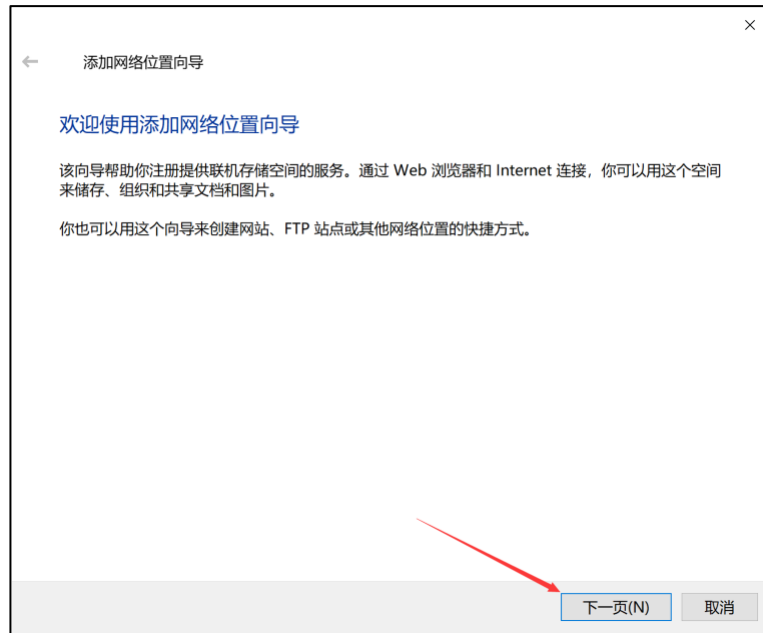 添加网络位置向导
欢迎使用添加网络位置向导
该向导帮助你注册提供联机存储空间的服务。通过 Web 浏览器和 Internet 连接，你可以用这个空间
来储存、组织和共享文档和图片。
你也可以用这个向导来创建网站、FTP 站点或其他网络位置的快捷方式。
下一页(N)
取消